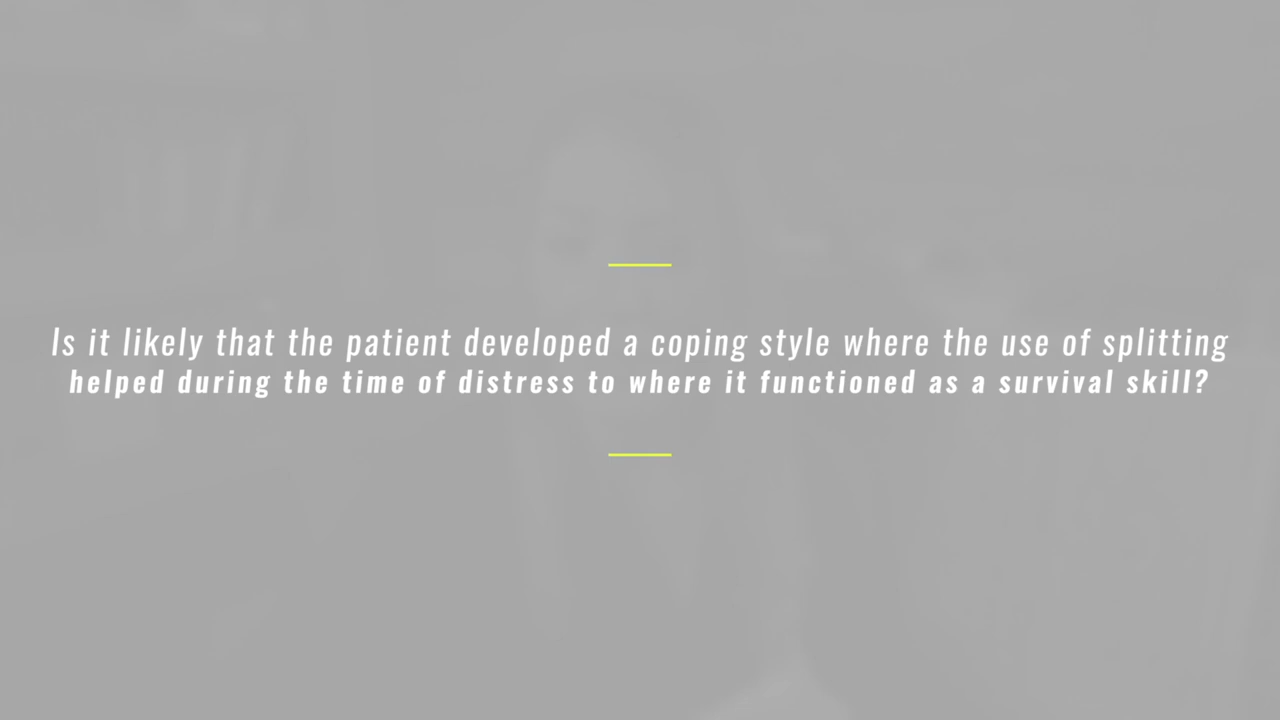 Is it likely that the patient developed a coping style where the use of splitting
helped during the time of distress to where it functioned as a survival skill?